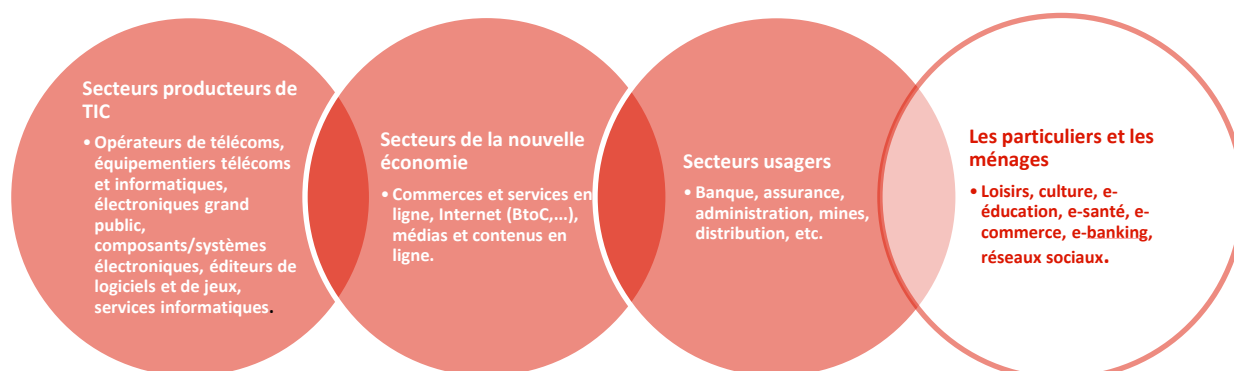 Secteurs producteurs de
TIC
• Opérateurs de télécoms,
équipementiers télécoms
et informatiques,
électroniques grand
public,
composants/systèmes
électroniques, éditeurs de
logiciels et de jeux,
services informatiques.
Secteurs de la nouvelle
économie
• Commerces et services en
ligne, Internet (BtoC,...),
médias et contenus en
ligne.
Secteurs usagers
• Banque, assurance,
administration, mines,
distribution, etc.
Les particuliers et les
ménages
• Loisirs, culture, e-
éducation, e-santé, e-
commerce, e-banking,
réseaux sociaux.